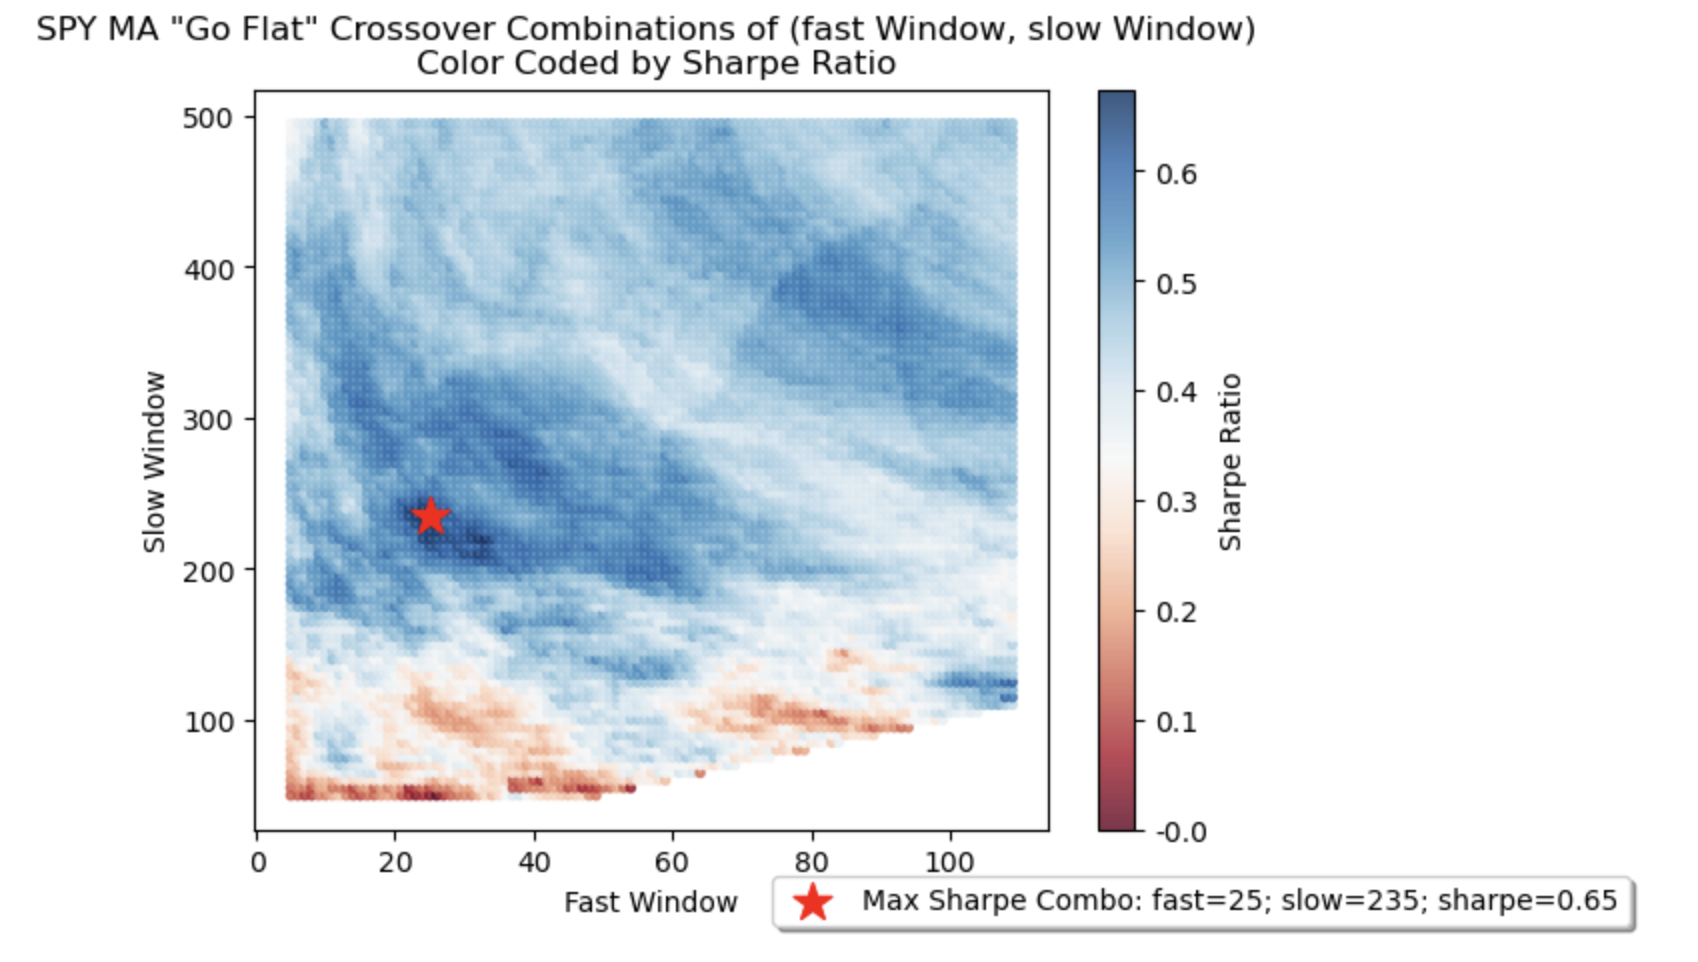 SPY MA "Go Flat" Crossover Combinations of (fast Window, slow Window)
Color Coded by Sharpe Ratio
500
400
300
200
100
Slow Window
0 20 40 60 80 100
Fast Window
0.6
0.5
0.4
0.3
0.2
0.1
-0.0
Sharpe Ratio
Max Sharpe Combo: fast=25; slow=235; sharpe=0.65